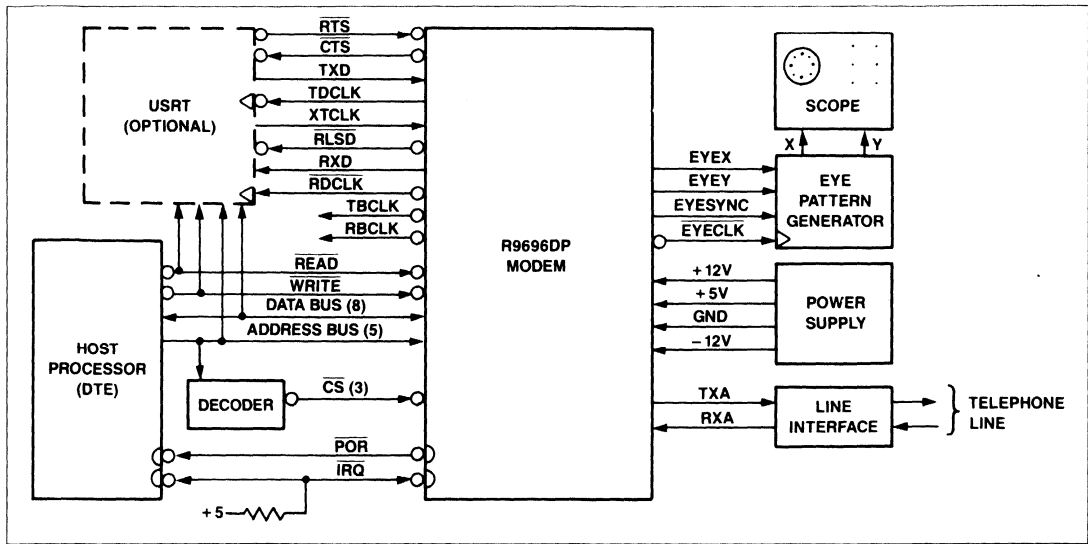 RTS
CTS
TXD
TDCLK
XTCLK
RLSD
RXD
RDCLK
TBCLK
RBCLK
USRT
(OPTIONAL)
READ
WRITE
DATA BUS (8)
ADDRESS BUS (5)
HOST
PROCESSOR
(DTE)
DECODER
CS (3)
POR
IRQ
+5
R9696DP
MODEM
SCOPE
X
Y
EYEX
EYEY
EYESYNC
EYECLK
EYE
PATTERN
GENERATOR
+12V
+5V
GND
−12V
POWER
SUPPLY
TXA
RXA
LINE
INTERFACE
TELEPHONE
LINE